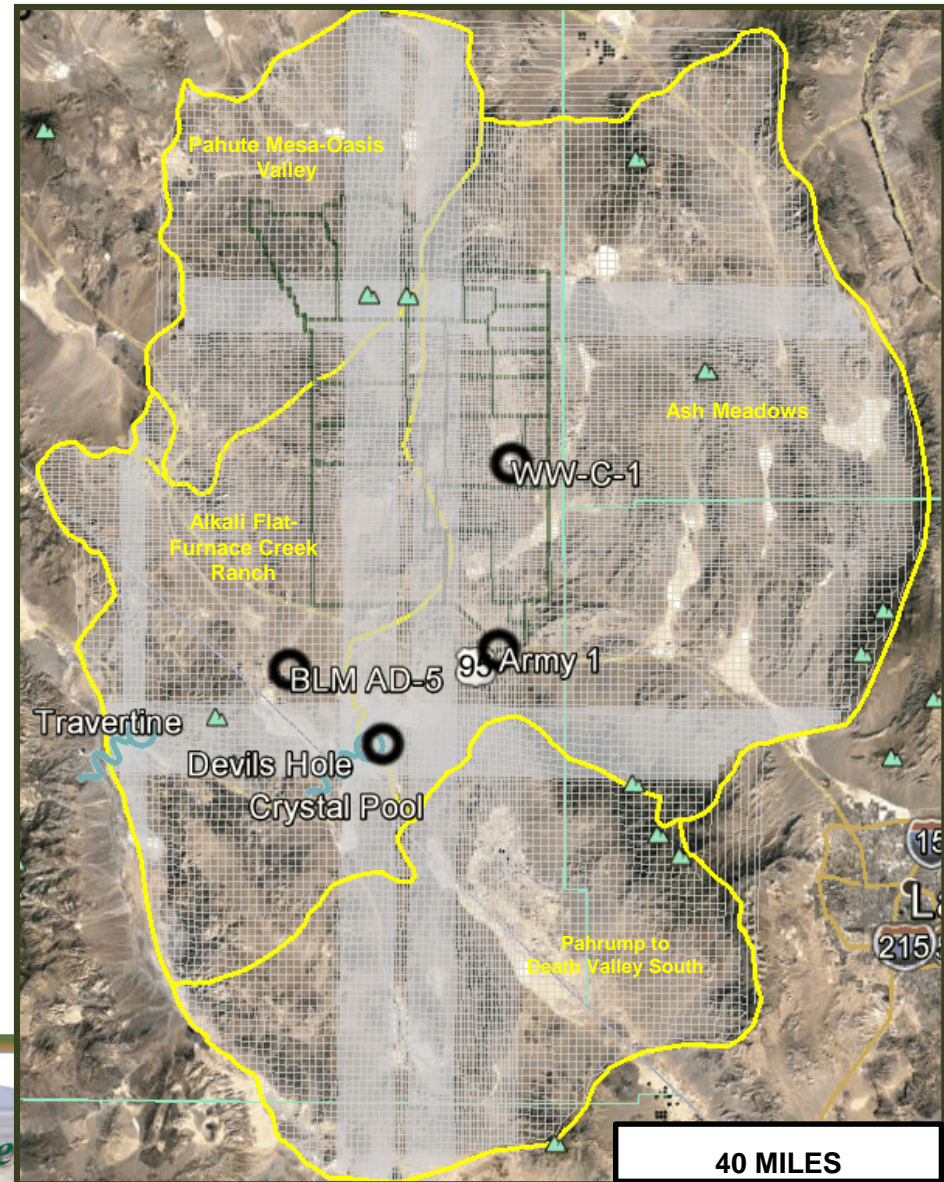 Pahute Mesa-Oasis
Valley
Ash Meadows
WW-C-1
Alkali Flat-
Furnace Creek
Ranch
Army 1
95
BLM AD-5
Travertine
Devils Hole
Crystal Pool
15
215
Pahrump to
Death Valley South
40 MILES